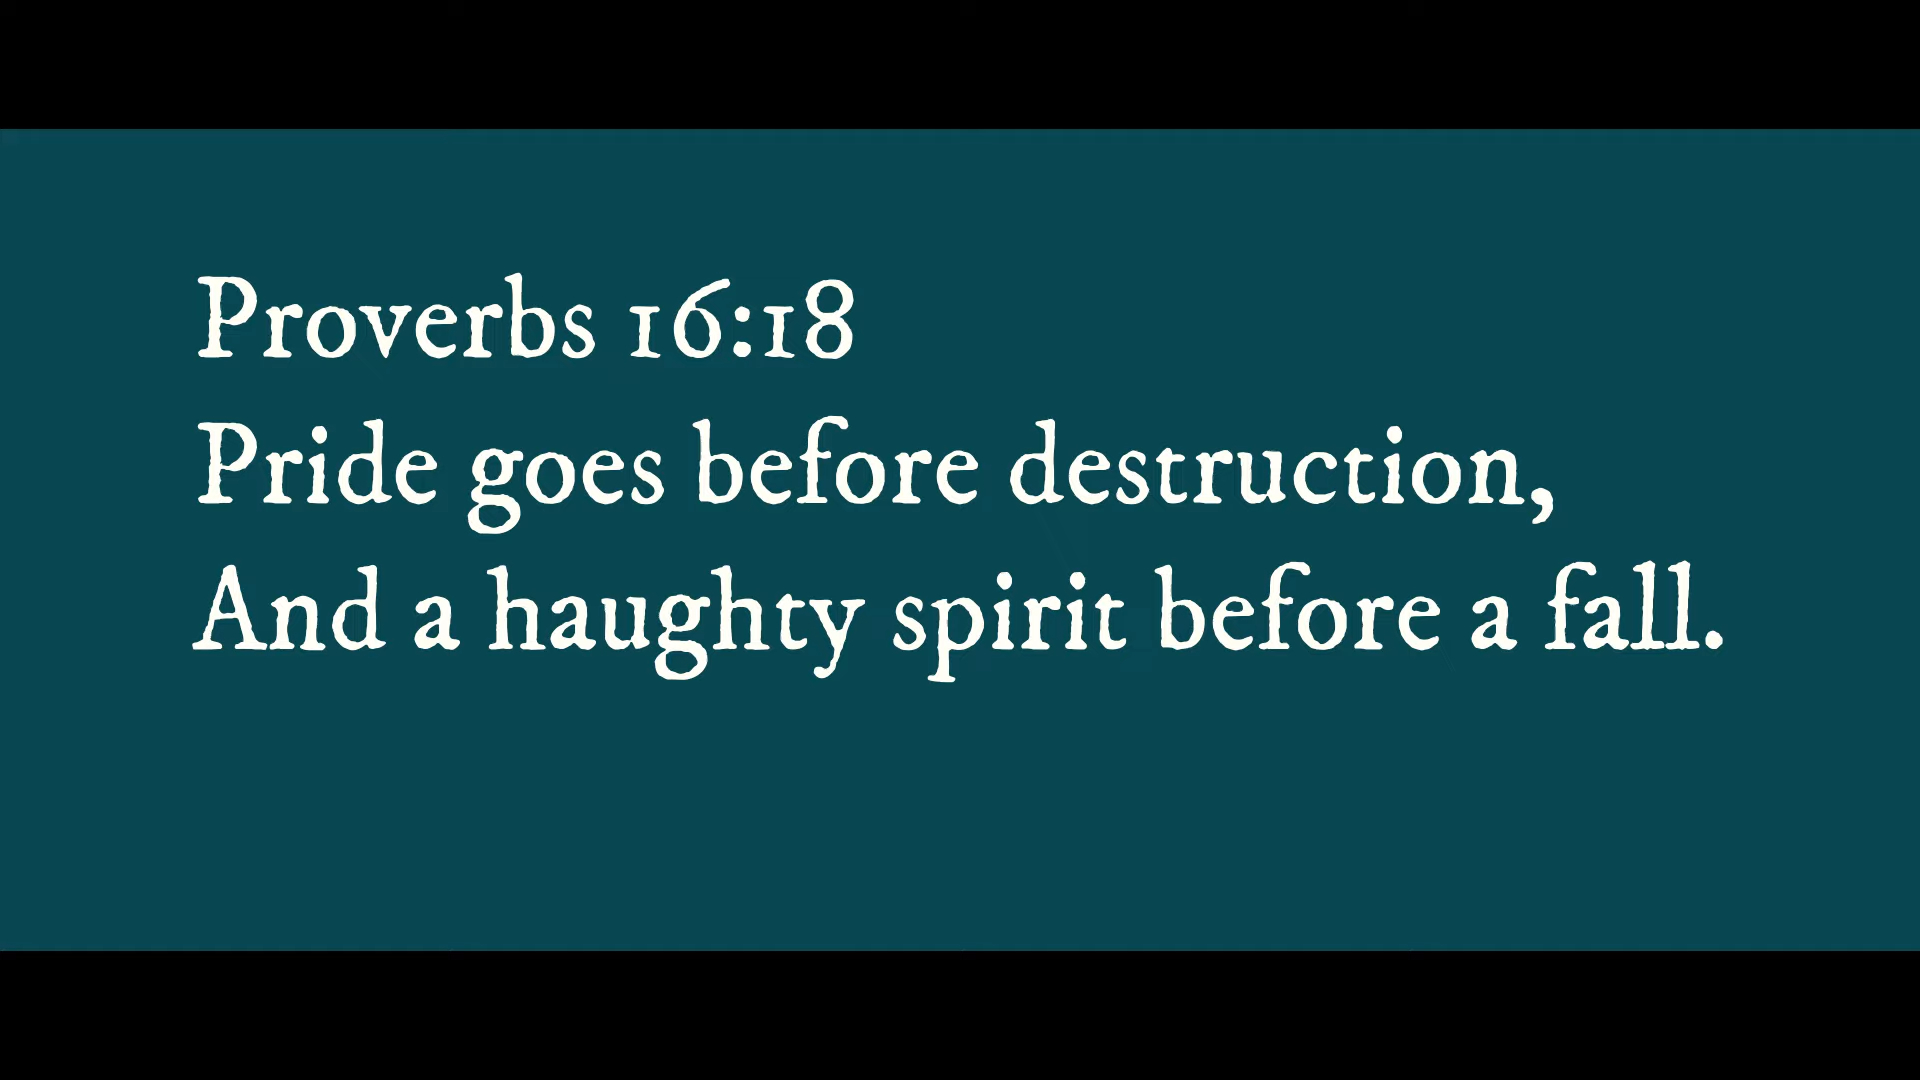 Proverbs 16:18
Pride goes before destruction,
And a haughty spirit before a fall.